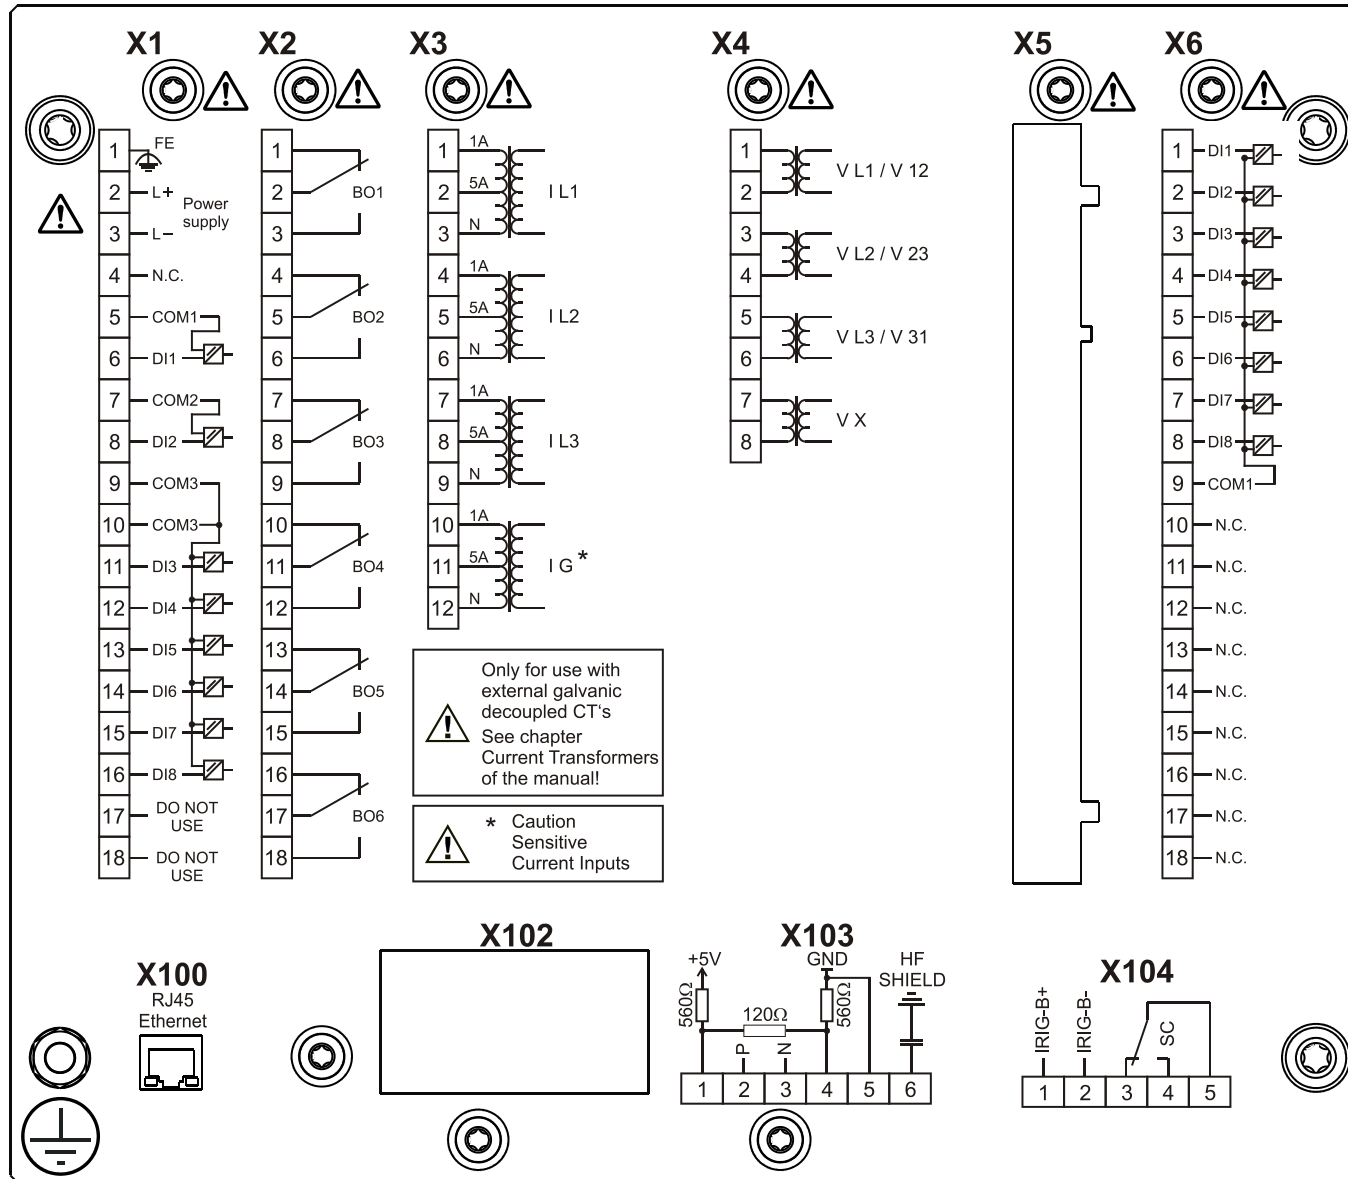 X1
X2
X3
X4
X5
X6
1 FE
2 L+
Power
supply
3 L−
4 N.C.
5 COM1
6 DI1
7 COM2
8 DI2
9 COM3
10 COM3
11 DI3
12 DI4
13 DI5
14 DI6
15 DI7
16 DI8
17 DO NOT
USE
18 DO NOT
USE
1
2 BO1
3
4
5 BO2
6
7
8 BO3
9
10
11 BO4
12
13
14 BO5
15
16
17 BO6
18
1 1A
2 5A I L1
3 N
4 1A
5 5A I L2
6 N
7 1A
8 5A I L3
9 N
10 1A
11 5A I G *
12 N
Only for use with
external galvanic
decoupled CT‘s
See chapter
Current Transformers
of the manual!
* Caution
Sensitive
Current Inputs
1
V L1 / V 12
2
3
V L2 / V 23
4
5
V L3 / V 31
6
7
V X
8
1 DI1
2 DI2
3 DI3
4 DI4
5 DI5
6 DI6
7 DI7
8 DI8
9 COM1
10 N.C.
11 N.C.
12 N.C.
13 N.C.
14 N.C.
15 N.C.
16 N.C.
17 N.C.
18 N.C.
X100
RJ45
Ethernet
X102
X103
+5V
GND
HF
SHIELD
560Ω
120Ω
560Ω
P
N
1 2 3 4 5 6
X104
IRIG-B+
IRIG-B-
SC
1 2 3 4 5